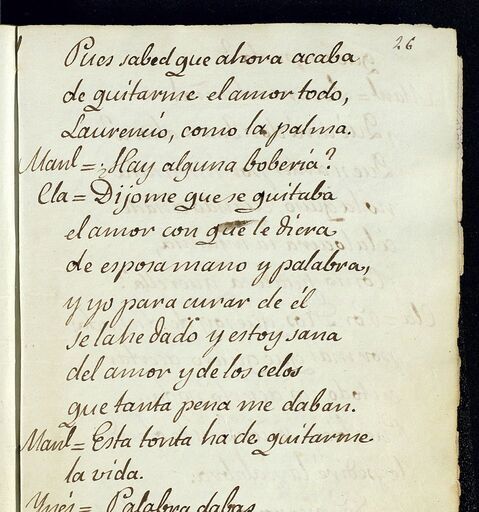 26
Pues sabed que ahora acaba
de quitarme el amor todo,
Laurencio, como la palma.
Manl = ¿Hay alguna boberia?
Cla = Dijome que se quitaba
el amor con que le diera
de esposa mano y palabra,
y yo para curar de él
se la he dado y estoy sana
del amor y de los celos
que tanta pena me daban.
Manl = Esta tonta ha de quitarme
la vida.
Ynés = Palabra dabas